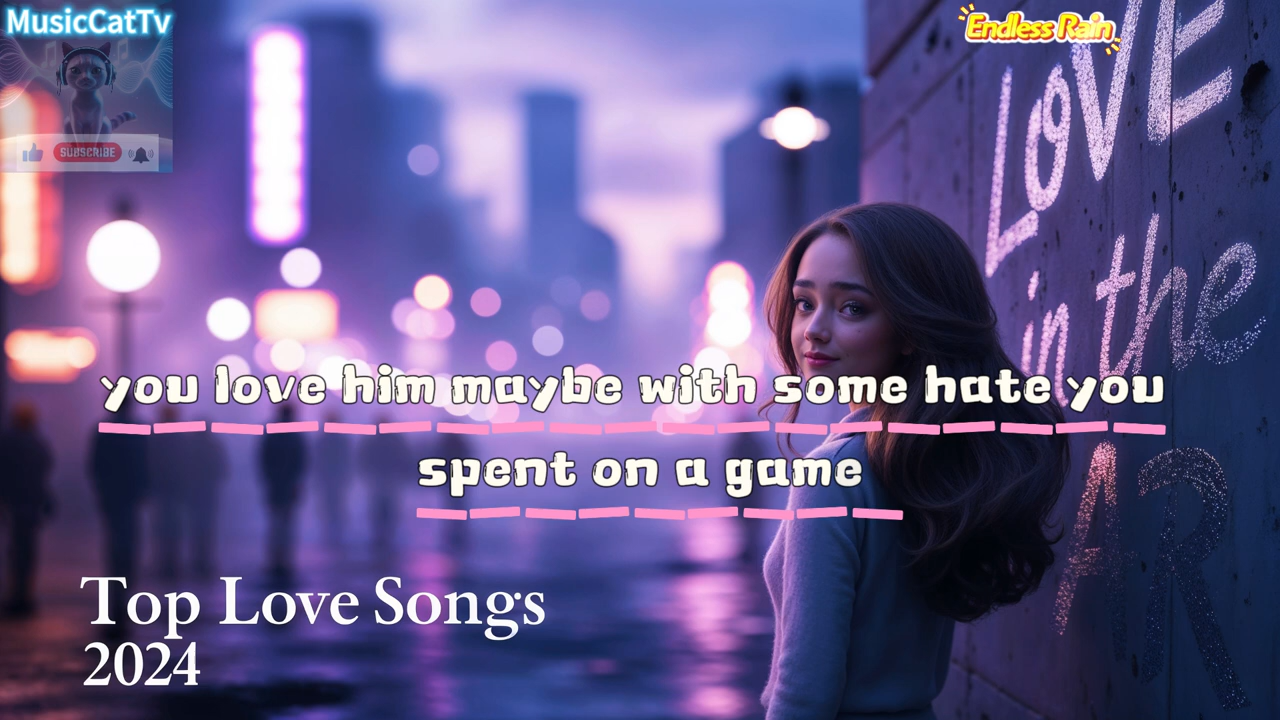 MusicCatTv
Endless Rain
SUBSCRIBE
LOVE
in the
AR
you love him maybe with some hate you
spent on a game
Top Love Songs
2024